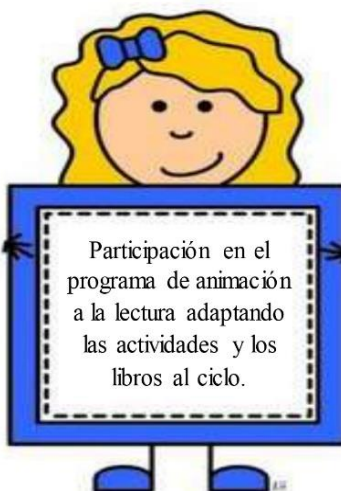 Participación en el
programa de animación
a la lectura adaptando
las actividades y los
libros al ciclo.